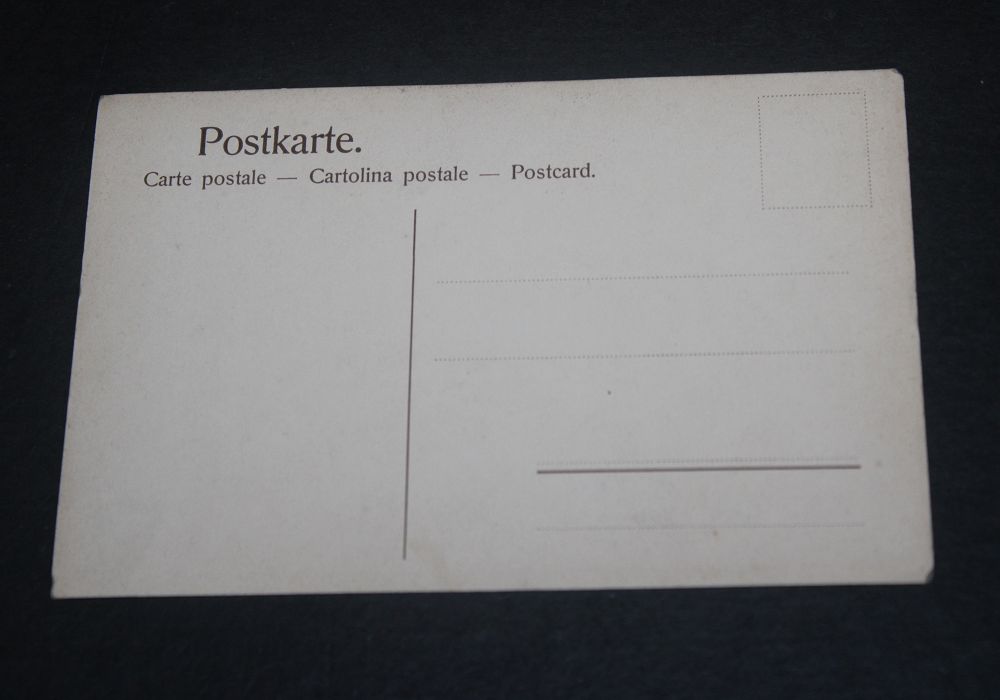 Postkarte.
Carte postale — Cartolina postale — Postcard.